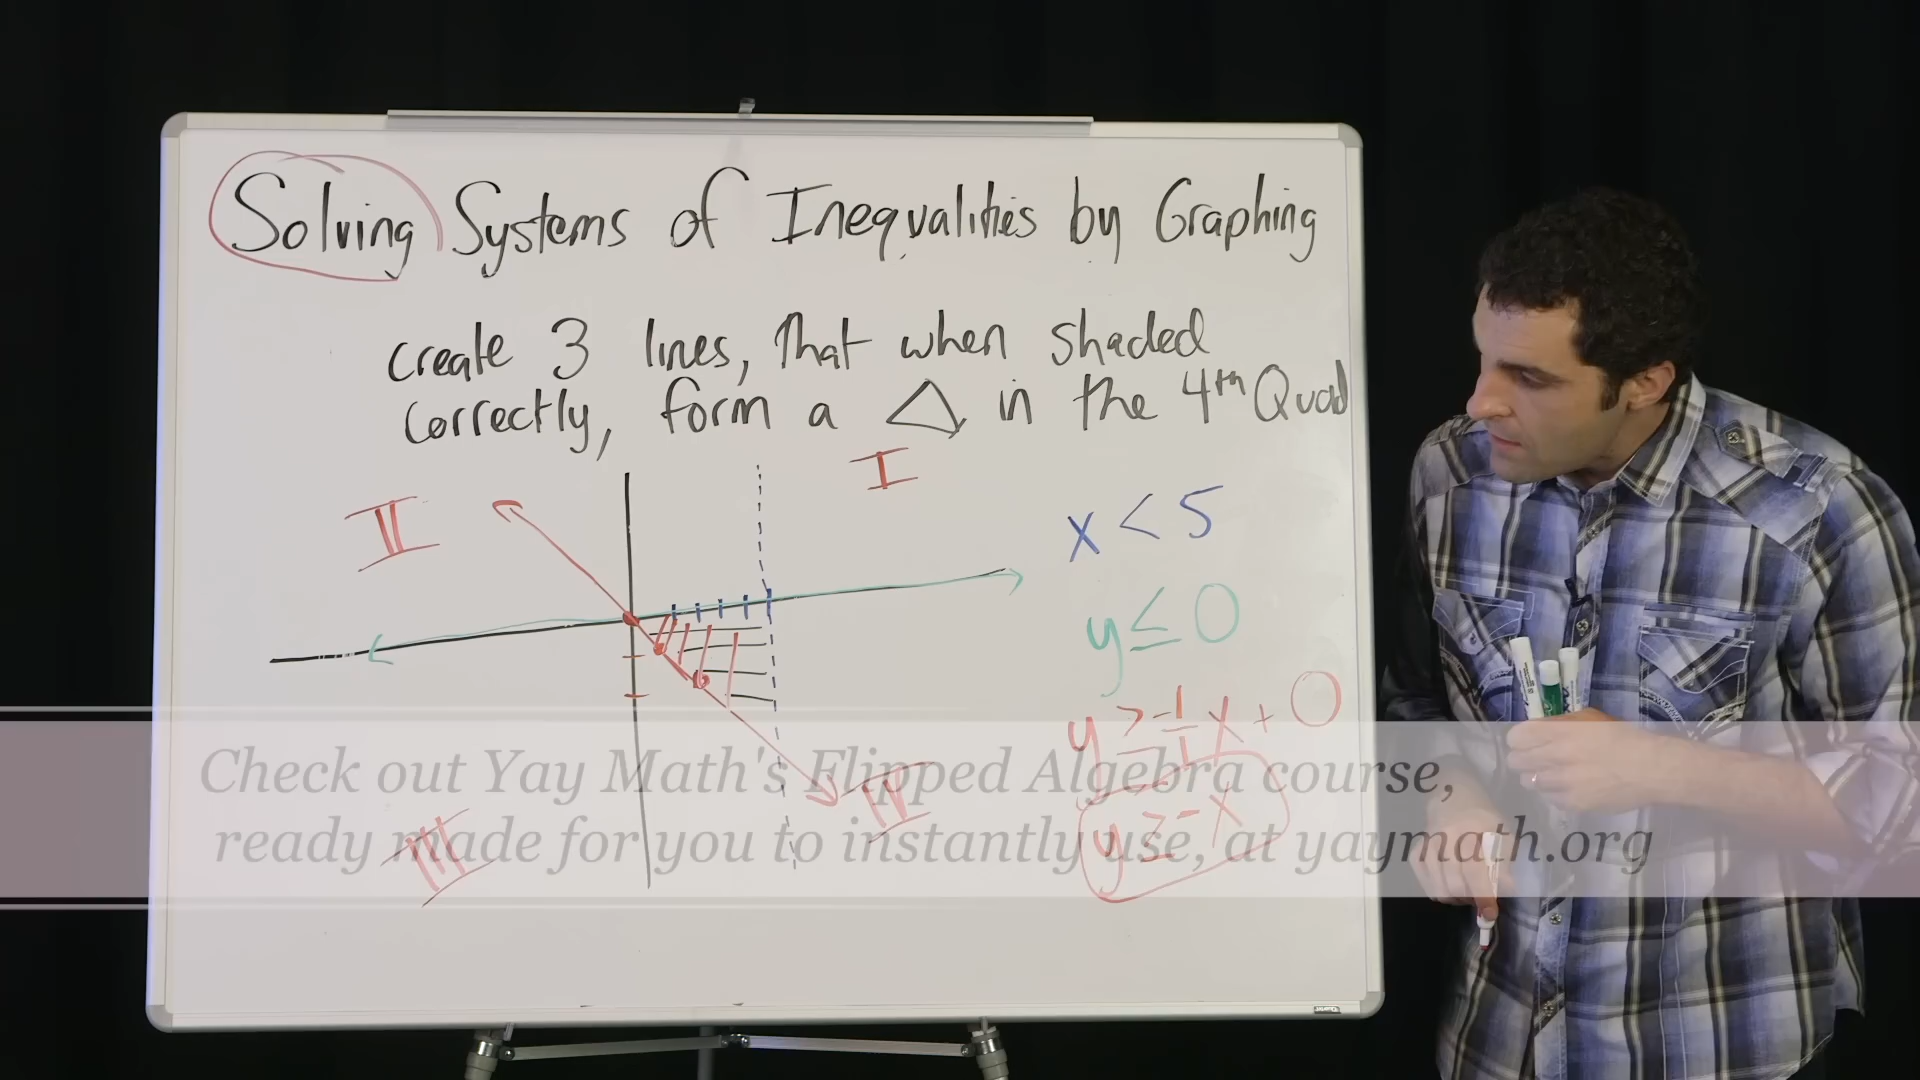 Solving Systems of Inequalities by Graphing
create 3 lines, that when shaded
correctly, form a △ in the 4th Quad
I
II
x < 5
y ≤ 0
y ≥ -1/1 x + 0
Check out Yay Math's Flipped Algebra course,
IV
ready made for you to instantly use, at yaymath.org
III
y ≥ -x